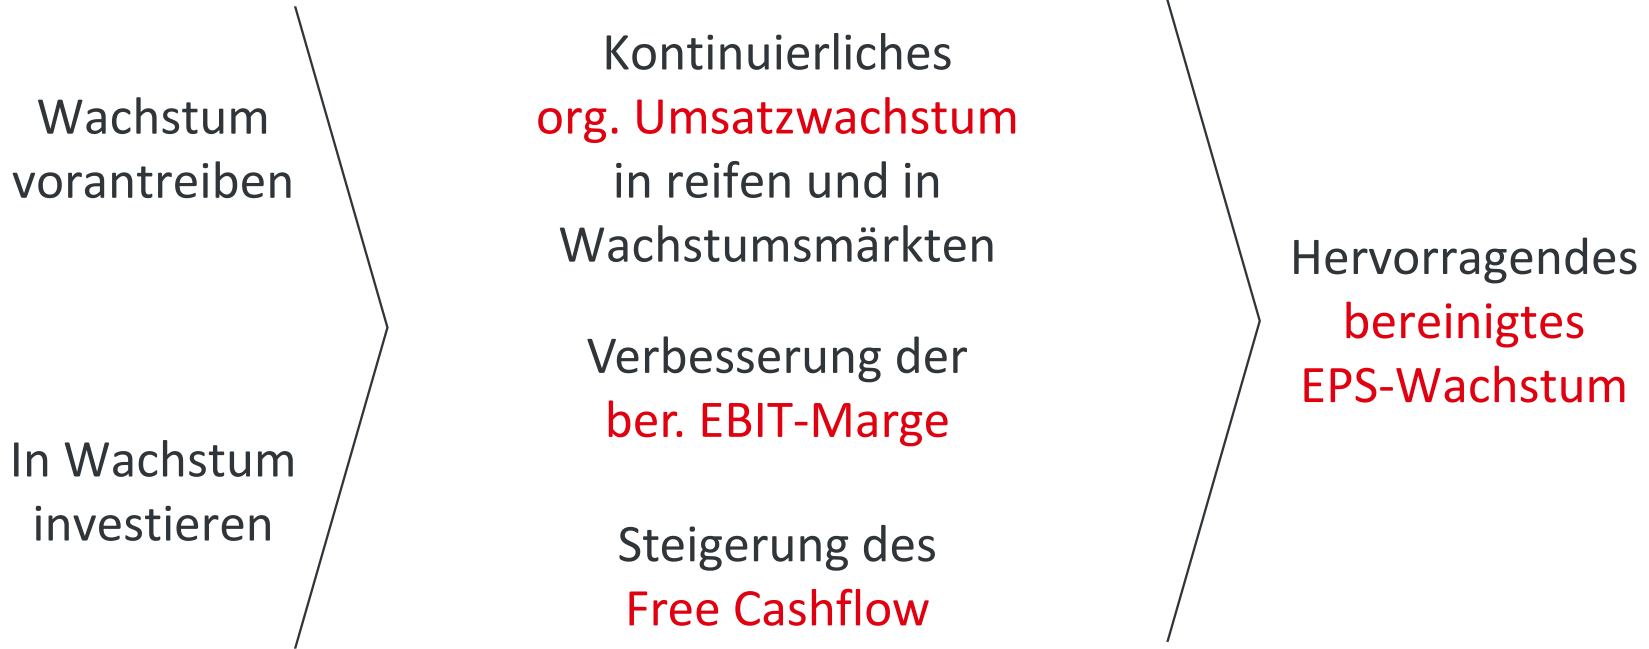 Wachstum
vorantreiben
In Wachstum
investieren
Kontinuierliches
org. Umsatzwachstum
in reifen und in
Wachstumsmärkten
Verbesserung der
ber. EBIT-Marge
Steigerung des
Free Cashflow
Hervorragendes
bereinigtes
EPS-Wachstum